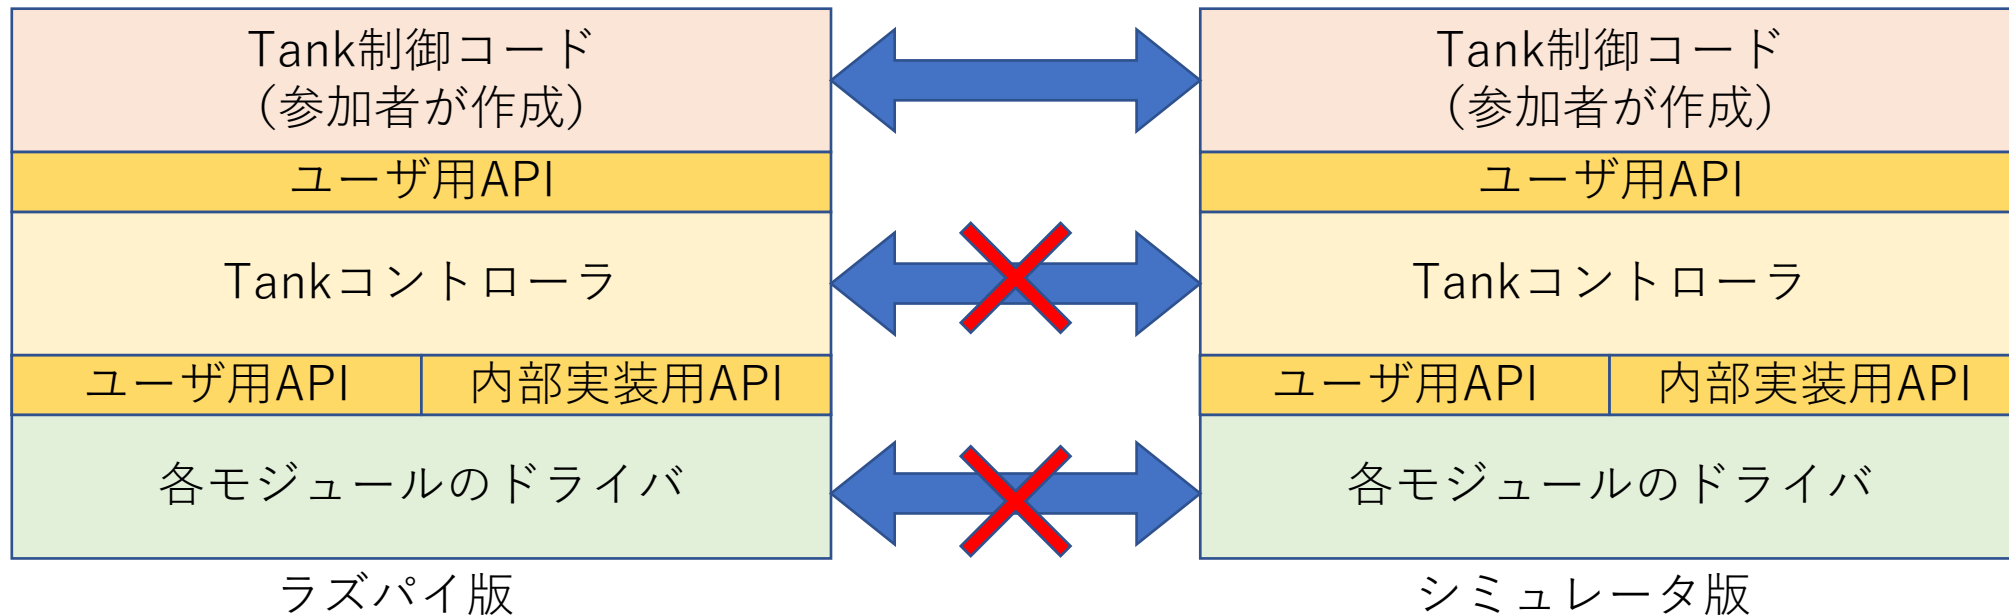 Tank制御コード
(参加者が作成)
ユーザ用API
Tankコントローラ
ユーザ用API
内部実装用API
各モジュールのドライバ
ラズパイ版
Tank制御コード
(参加者が作成)
ユーザ用API
Tankコントローラ
ユーザ用API
内部実装用API
各モジュールのドライバ
シミュレータ版